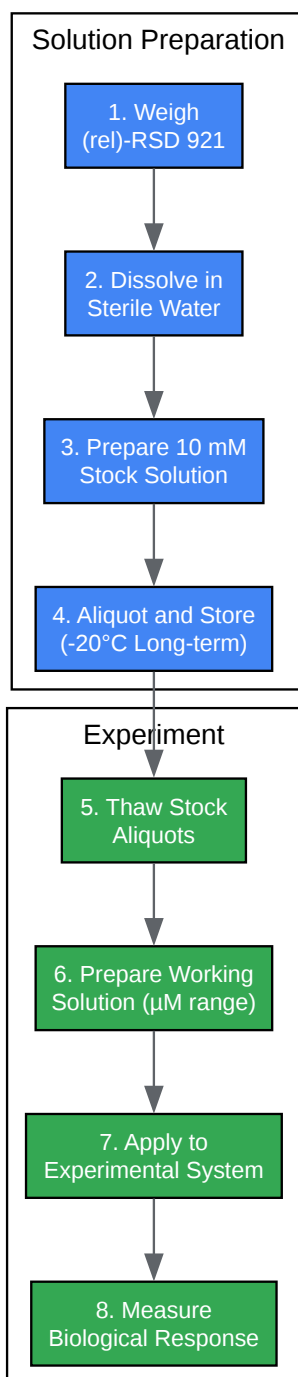 Solution Preparation
1. Weigh
(rel)-RSD 921
2. Dissolve in
Sterile Water
3. Prepare 10 mM
Stock Solution
4. Aliquot and Store
(-20°C Long-term)
Experiment
5. Thaw Stock
Aliquots
6. Prepare Working
Solution (µM range)
7. Apply to
Experimental System
8. Measure
Biological Response